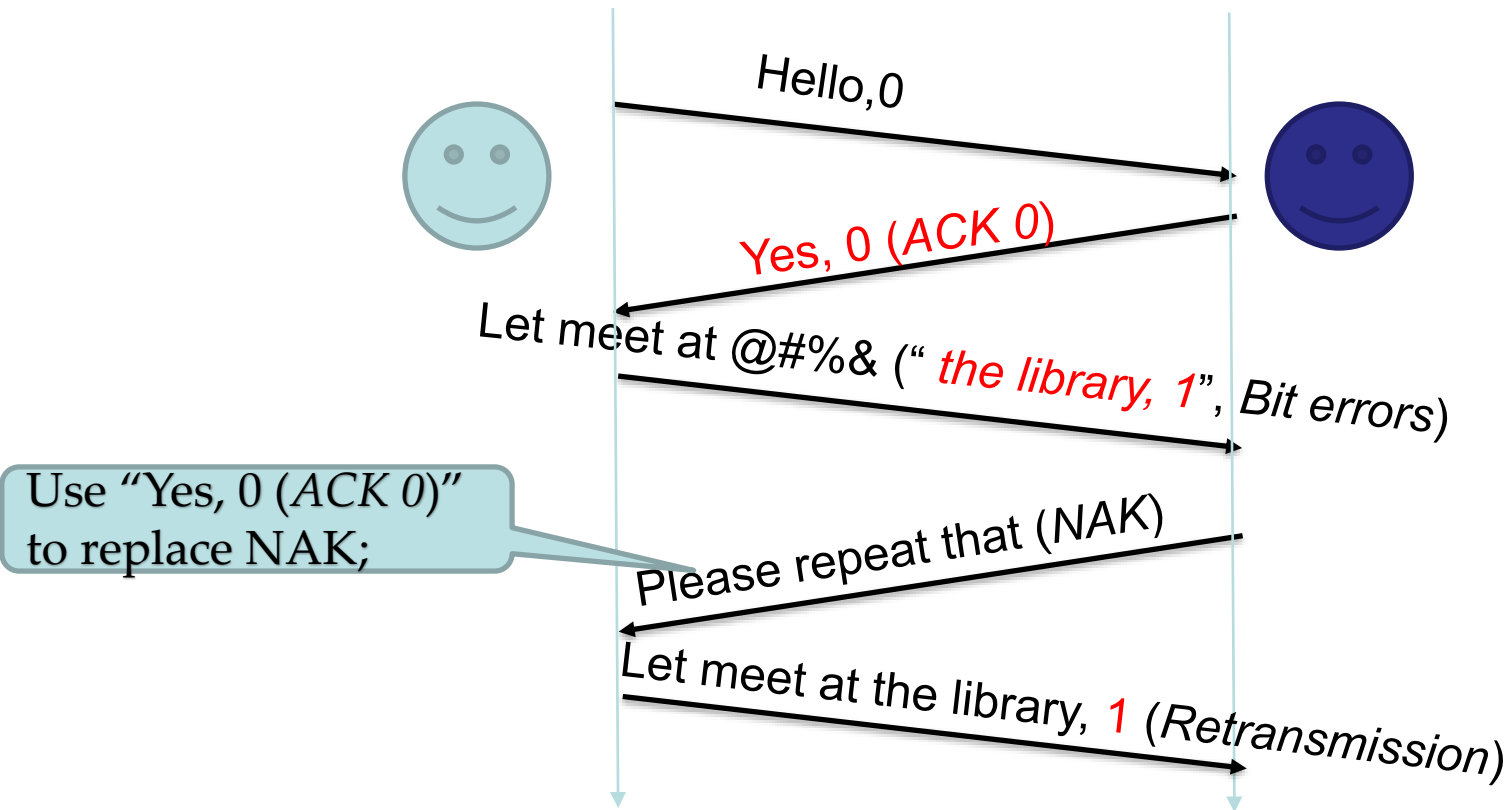 Hello,0
Yes, 0 (ACK 0)
Let meet at @#%& (“ the library, 1”, Bit errors)
Use “Yes, 0 (ACK 0)”
to replace NAK;
Please repeat that (NAK)
Let meet at the library, 1 (Retransmission)